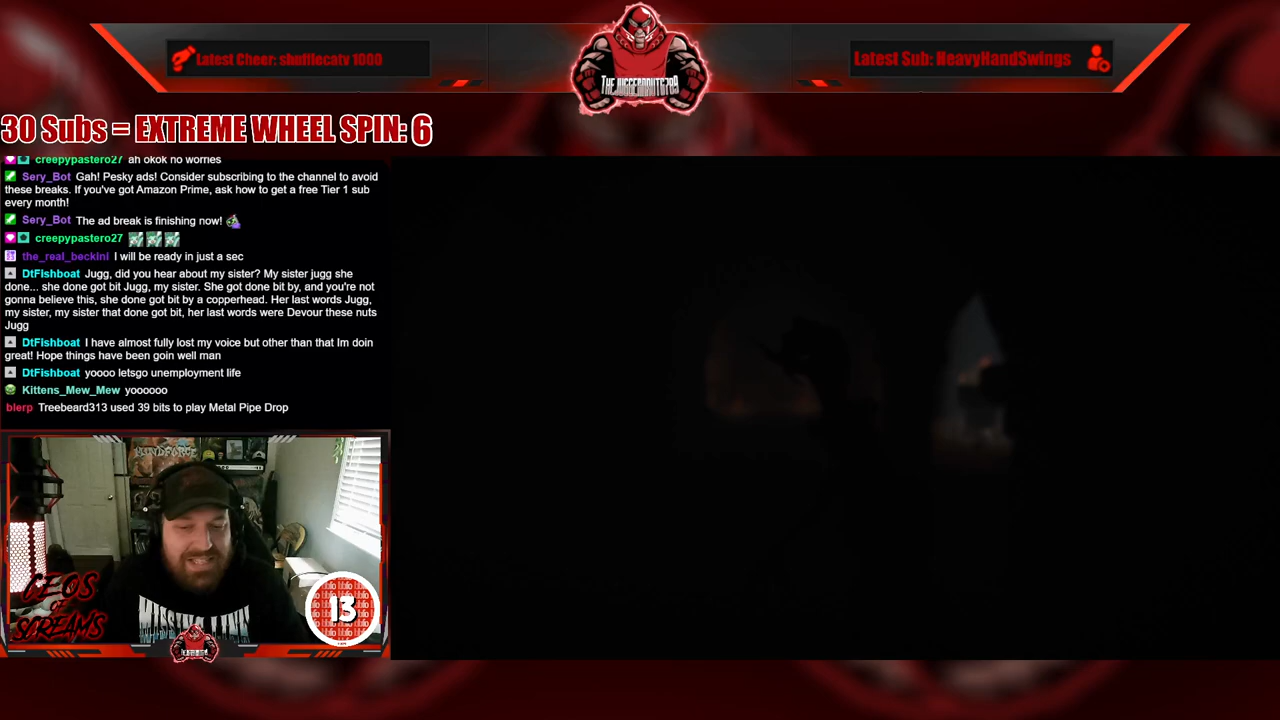 Latest Cheer: shufflecatv 1000
THEJUGGERNAUT6789
Latest Sub: HeavyHandSwings
30 Subs = EXTREME WHEEL SPIN: 6
creepypastero27 ah okok no worries
Sery_Bot Gah! Pesky ads! Consider subscribing to the channel to avoid
these breaks. If you've got Amazon Prime, ask how to get a free Tier 1 sub
every month!
Sery_Bot The ad break is finishing now!
creepypastero27
the_real_beckini I will be ready in just a sec
DtFishboat Jugg, did you hear about my sister? My sister jugg she
done... she done got bit Jugg, my sister. She got done bit by, and you're not
gonna believe this, she done got bit by a copperhead. Her last words Jugg,
my sister, my sister that done got bit, her last words were Devour these nuts
Jugg
DtFishboat I have almost fully lost my voice but other than that Im doin
great! Hope things have been goin well man
DtFishboat yoooo letsgo unemployment life
Kittens_Mew_Mew yoooooo
blerp Treebeard313 used 39 bits to play Metal Pipe Drop
MINDFORCE
CEOS
OF
SCREAMS
MISSING LINK
13